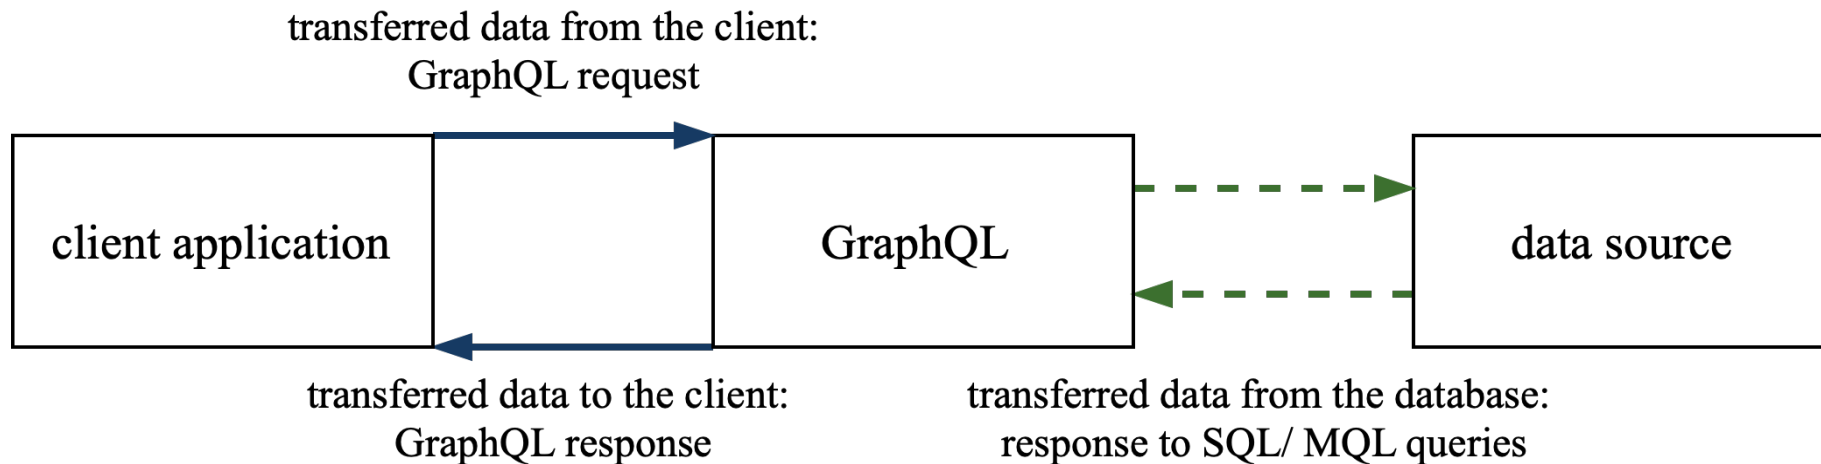 transferred data from the client:
GraphQL request
client application
GraphQL
data source
transferred data to the client:
GraphQL response
transferred data from the database:
response to SQL/ MQL queries